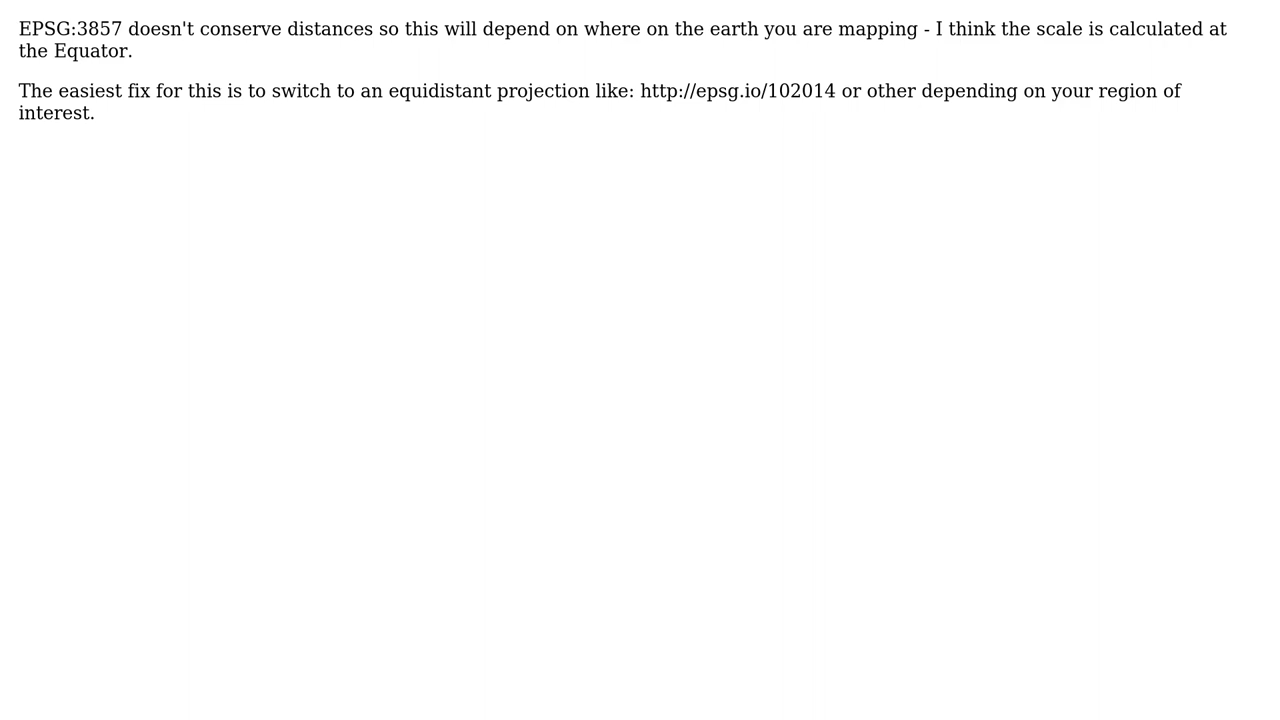 EPSG:3857 doesn't conserve distances so this will depend on where on the earth you are mapping - I think the scale is calculated at
the Equator.
The easiest fix for this is to switch to an equidistant projection like: http://epsg.io/102014 or other depending on your region of
interest.